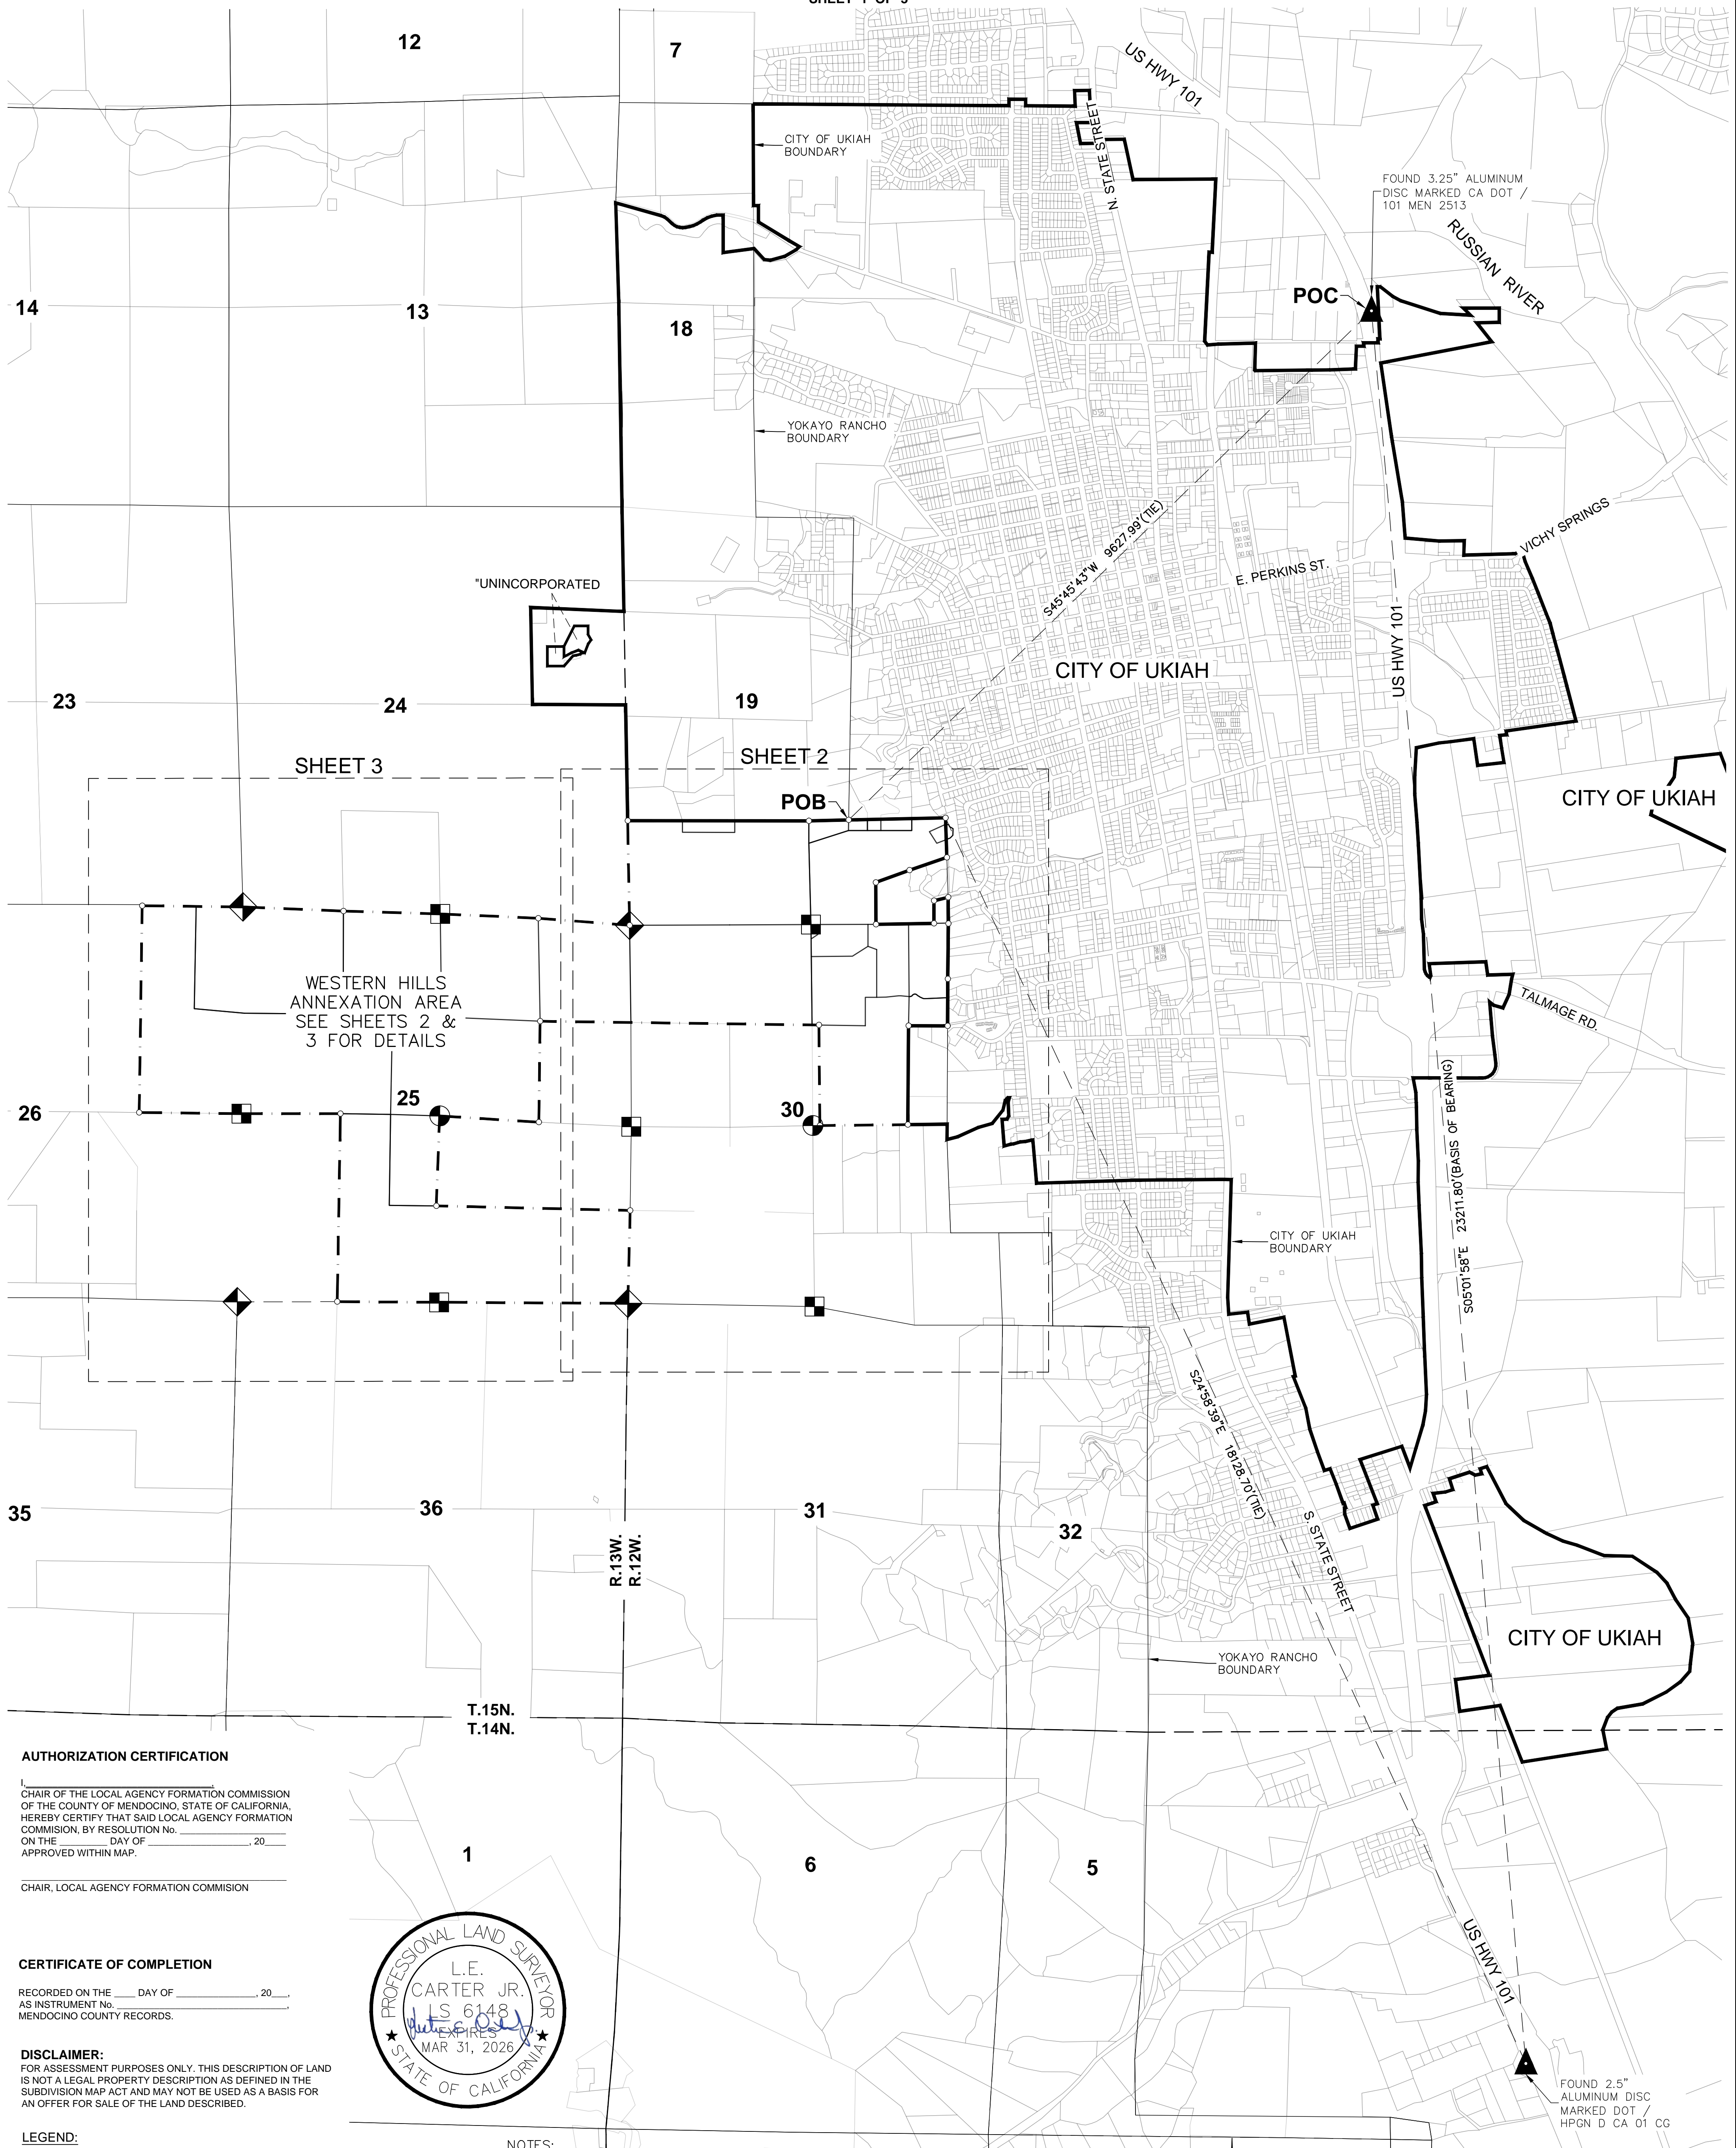 SHEET 1 OF 3
12
7
US HWY 101
CITY OF UKIAH
BOUNDARY
N. STATE STREET
FOUND 3.25" ALUMINUM
DISC MARKED CA DOT /
101 MEN 2513
RUSSIAN RIVER
POC
14
13
18
YOKAYO RANCHO
BOUNDARY
S45°45'43"W 9627.99'(TIE)
VICHY SPRINGS
E. PERKINS ST.
"UNINCORPORATED
US HWY 101
CITY OF UKIAH
23
24
19
SHEET 3
SHEET 2
POB
CITY OF UKIAH
WESTERN HILLS
ANNEXATION AREA
SEE SHEETS 2 &
3 FOR DETAILS
TALMAGE RD.
26
25
30
S05°01'58"E 23211.80'(BASIS OF BEARING)
CITY OF UKIAH
BOUNDARY
S24°58'39"E 18128.70'(TIE)
35
36
31
32
R.13W.
R.12W.
S. STATE STREET
CITY OF UKIAH
YOKAYO RANCHO
BOUNDARY
T.15N.
T.14N.
AUTHORIZATION CERTIFICATION
I,
CHAIR OF THE LOCAL AGENCY FORMATION COMMISSION
OF THE COUNTY OF MENDOCINO, STATE OF CALIFORNIA,
HEREBY CERTIFY THAT SAID LOCAL AGENCY FORMATION
COMMISION, BY RESOLUTION No. ____________________
ON THE _________ DAY OF ___________________, 20____
APPROVED WITHIN MAP.
CHAIR, LOCAL AGENCY FORMATION COMMISION
1
6
5
CERTIFICATE OF COMPLETION
RECORDED ON THE ____ DAY OF _______________, 20___,
AS INSTRUMENT No. ________________________________,
MENDOCINO COUNTY RECORDS.
PROFESSIONAL LAND SURVEYOR
L.E.
CARTER JR.
LS 6148
EXPIRES
MAR 31, 2026
STATE OF CALIFORNIA
US HWY 101
DISCLAIMER:
FOR ASSESSMENT PURPOSES ONLY. THIS DESCRIPTION OF LAND
IS NOT A LEGAL PROPERTY DESCRIPTION AS DEFINED IN THE
SUBDIVISION MAP ACT AND MAY NOT BE USED AS A BASIS FOR
AN OFFER FOR SALE OF THE LAND DESCRIBED.
FOUND 2.5"
ALUMINUM DISC
MARKED DOT /
HPGN D CA 01 CG
LEGEND:
NOTES: